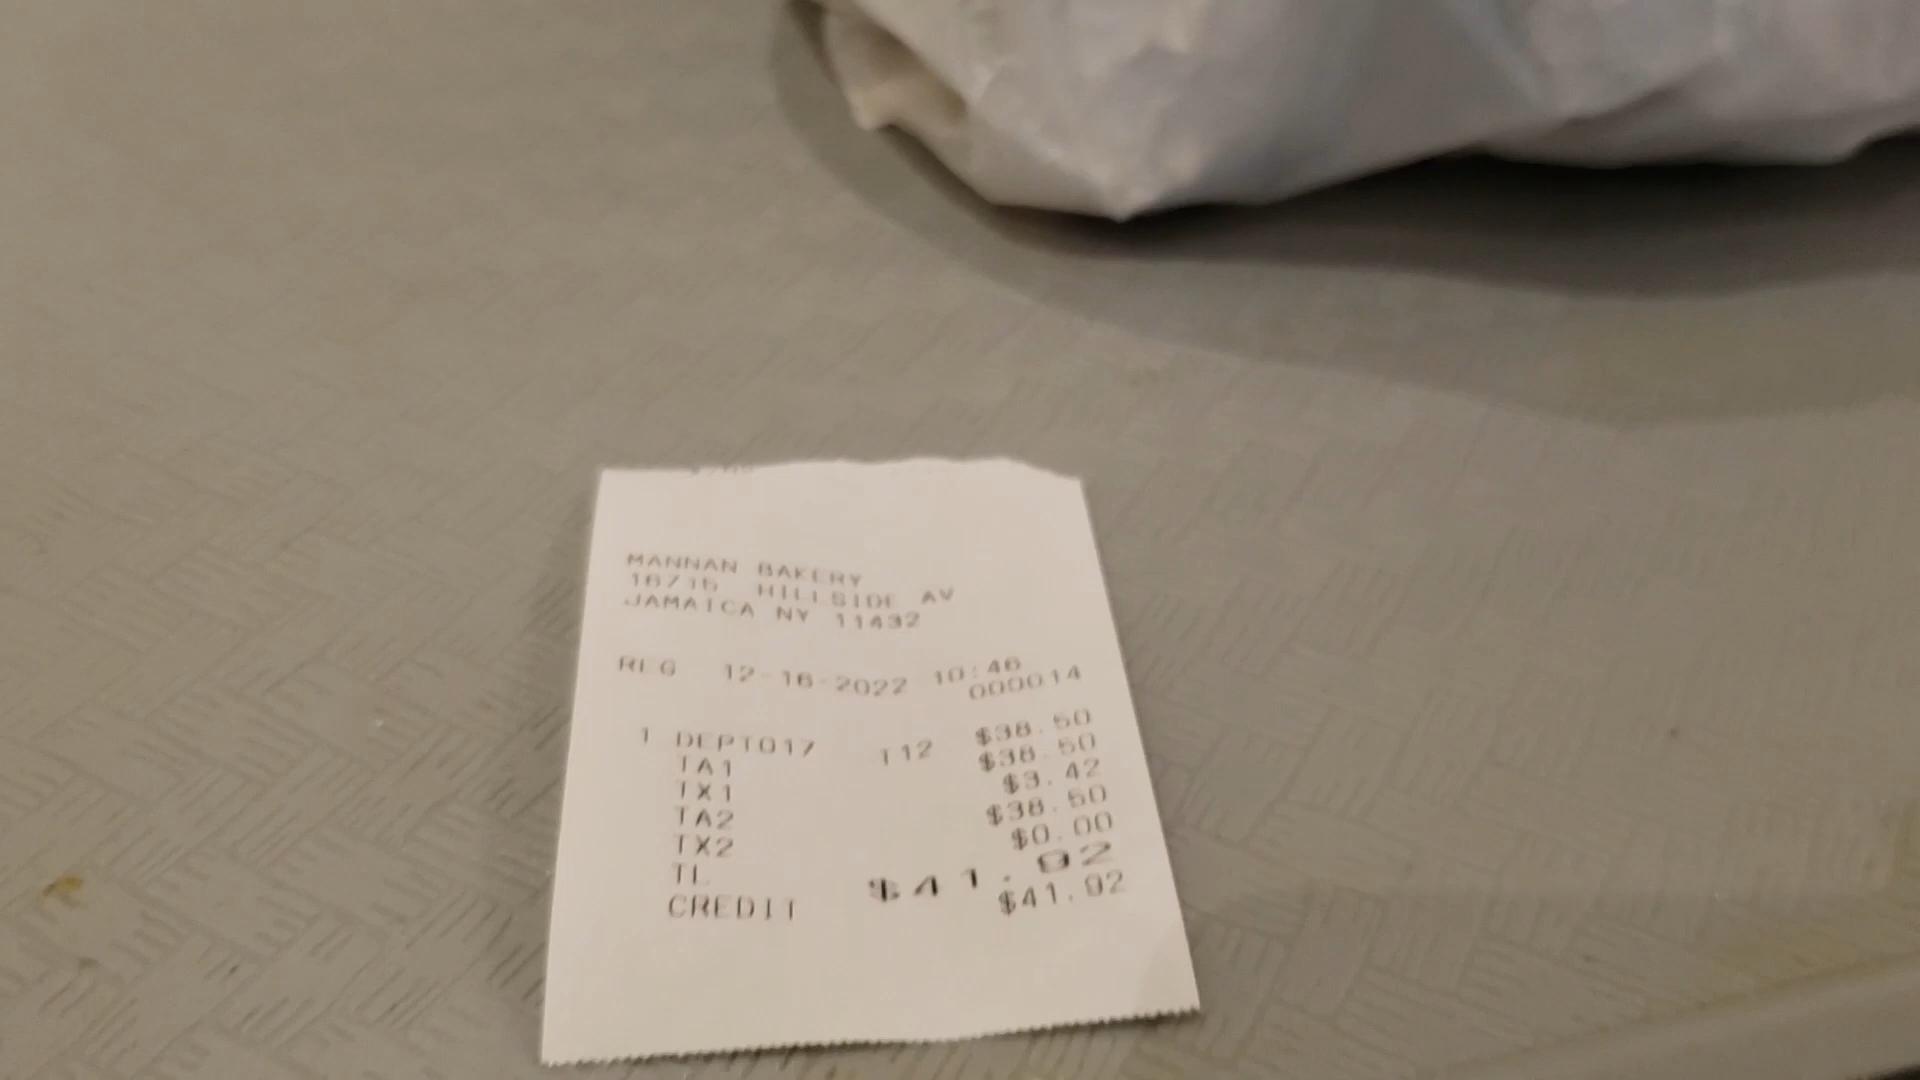 MANNAN BAKERY
16715 HILLSIDE AV
JAMAICA NY 11432
REG 12-16-2022 10:46
000014
1 DEPT017 T12 $38.50
TA1 $38.50
TX1 $3.42
TA2 $38.50
TX2 $0.00
TL $41.92
CREDIT $41.92